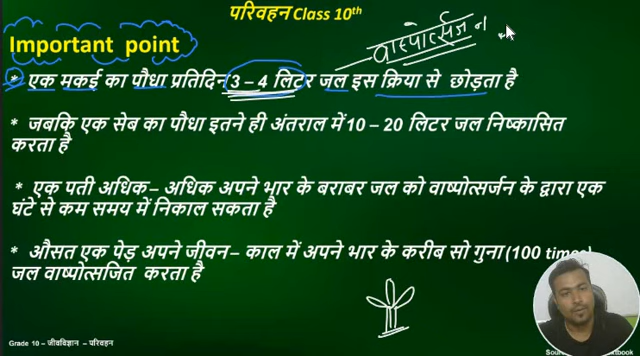 परिवहन Class 10th
Important point
वाष्पोर्त्सजन
* एक मकई का पौधा प्रतिदिन 3 – 4 लिटर जल इस क्रिया से छोड़ता है
* जबकि एक सेब का पौधा इतने ही अंतराल में 10 – 20 लिटर जल निष्कासित
करता है
* एक पती अधिक – अधिक अपने भार के बराबर जल को वाष्पोत्सर्जन के द्वारा एक
घंटे से कम समय में निकाल सकता है
* औसत एक पेड़ अपने जीवन – काल में अपने भार के करीब सो गुना (100 times)
जल वाष्पोत्सजित करता है
Grade 10 – जीवविज्ञान – परिवहन